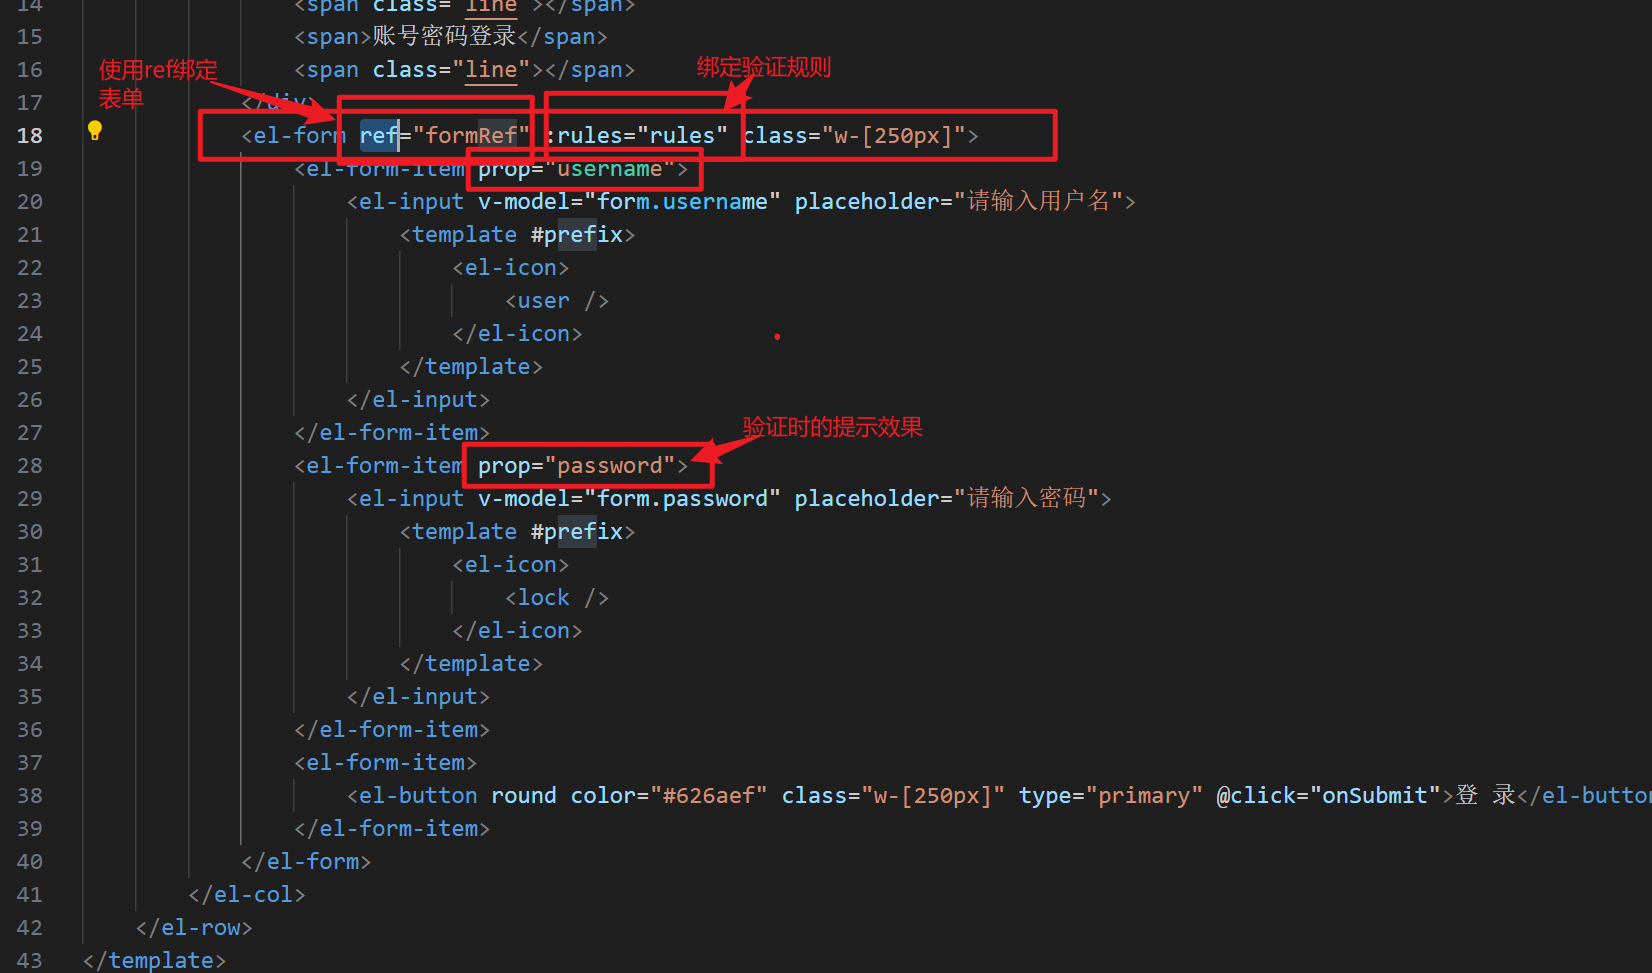 14 <span class="line"></span>
15 <span>账号密码登录</span>
使用ref绑定
表单
绑定验证规则
16 <span class="line"></span>
17 </div>
18 <el-form ref="formRef" :rules="rules" class="w-[250px]">
19 <el-form-item prop="username">
20 <el-input v-model="form.username" placeholder="请输入用户名">
21 <template #prefix>
22 <el-icon>
23 <user />
24 </el-icon>
25 </template>
26 </el-input>
27 </el-form-item>
验证时的提示效果
28 <el-form-item prop="password">
29 <el-input v-model="form.password" placeholder="请输入密码">
30 <template #prefix>
31 <el-icon>
32 <lock />
33 </el-icon>
34 </template>
35 </el-input>
36 </el-form-item>
37 <el-form-item>
38 <el-button round color="#626aef" class="w-[250px]" type="primary" @click="onSubmit">登 录</el-button
39 </el-form-item>
40 </el-form>
41 </el-col>
42 </el-row>
43 </template>